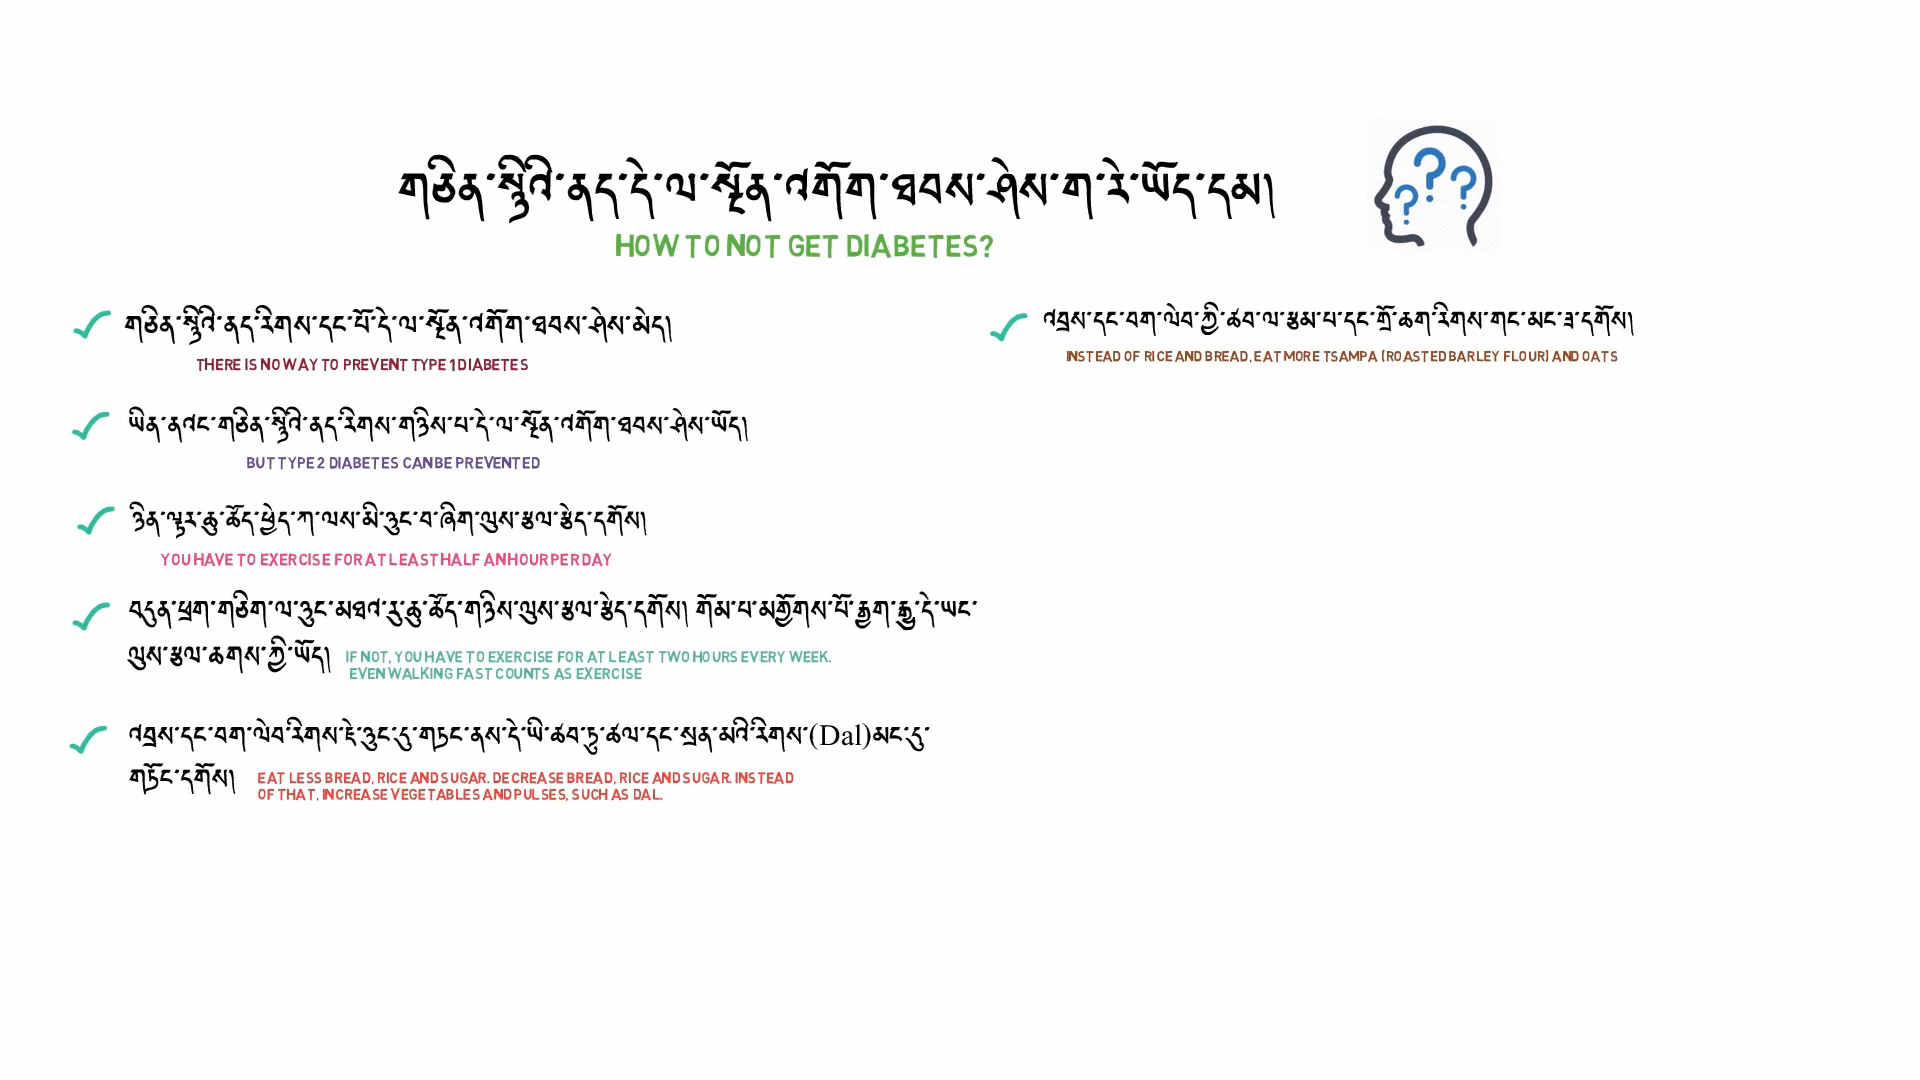 གཅིན་སྙིའི་ནད་དེ་ལ་སྔོན་འགོག་ཐབས་ཤེས་ག་རེ་ཡོད་དམ།
HOW TO NOT GET DIABETES?
གཅིན་སྙིའི་ནད་རིགས་དང་པོ་དེ་ལ་སྔོན་འགོག་ཐབས་ཤེས་མེད།
THERE IS NO WAY TO PREVENT TYPE 1 DIABETES
ཡིན་ནའང་གཅིན་སྙིའི་ནད་རིགས་གཉིས་པ་དེ་ལ་སྔོན་འགོག་ཐབས་ཤེས་ཡོད།
BUT TYPE 2 DIABETES CAN BE PREVENTED
ཉིན་ལྟར་ཆུ་ཚོད་ཕྱེད་ཀ་ལས་མི་ཉུང་བ་ཞིག་ལུས་རྩལ་རྩེད་དགོས།
YOU HAVE TO EXERCISE FOR AT LEAST HALF AN HOUR PER DAY
བདུན་ཕྲག་གཅིག་ལ་ཉུང་མཐའ་རུ་ཆུ་ཚོད་གཉིས་ལུས་རྩལ་རྩེད་དགོས། གོམ་པ་མགྱོགས་པོ་རྒྱག་རྒྱུ་དེ་ཡང་
ལུས་རྩལ་ཆགས་ཀྱི་ཡོད།
IF NOT, YOU HAVE TO EXERCISE FOR AT LEAST TWO HOURS EVERY WEEK.
EVEN WALKING FAST COUNTS AS EXERCISE
འབྲས་དང་བག་ལེབ་རིགས་ཇེ་ཉུང་དུ་གཏང་ནས་དེ་ཡི་ཚབ་ཏུ་ཚལ་དང་སྲན་མའི་རིགས་(Dal)མང་དུ་
གཏོང་དགོས།
EAT LESS BREAD, RICE AND SUGAR. DECREASE BREAD, RICE AND SUGAR. INSTEAD
OF THAT, INCREASE VEGETABLES AND PULSES, SUCH AS DAL.
འབྲས་དང་བག་ལེབ་ཀྱི་ཚབ་ལ་རྩམ་པ་དང་གྲོ་ཆག་རིགས་གང་མང་ཟ་དགོས།
INSTEAD OF RICE AND BREAD, EAT MORE TSAMPA (ROASTED BARLEY FLOUR) AND OATS